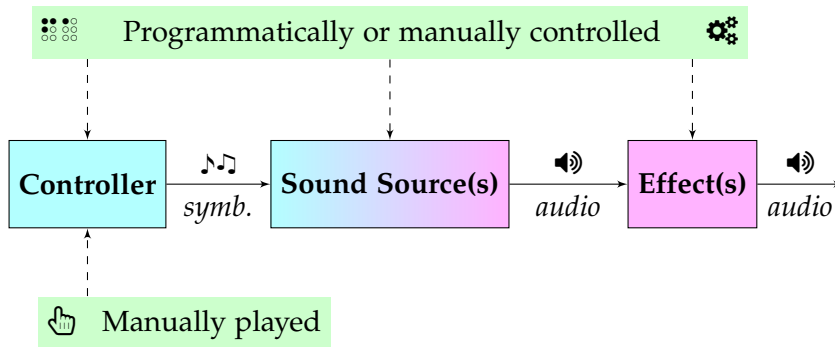 Programmatically or manually controlled
Controller
symb.
Sound Source(s)
audio
Effect(s)
audio
Manually played